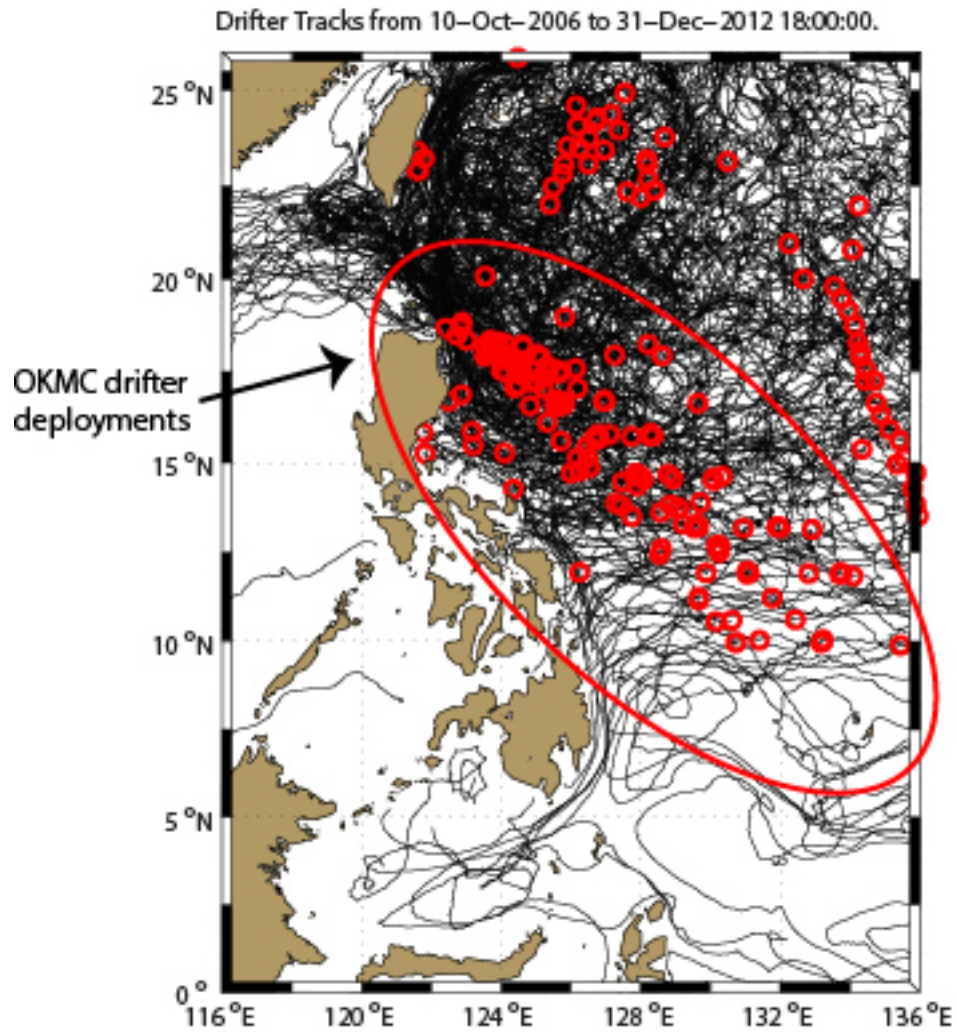 Drifter Tracks from 10–Oct–2006 to 31–Dec–2012 18:00:00.
25 °N
20 °N
OKMC drifter
deployments
15 °N
10 °N
5 °N
0 °
116 °E 120 °E 124 °E 128 °E 132 °E 136 °E